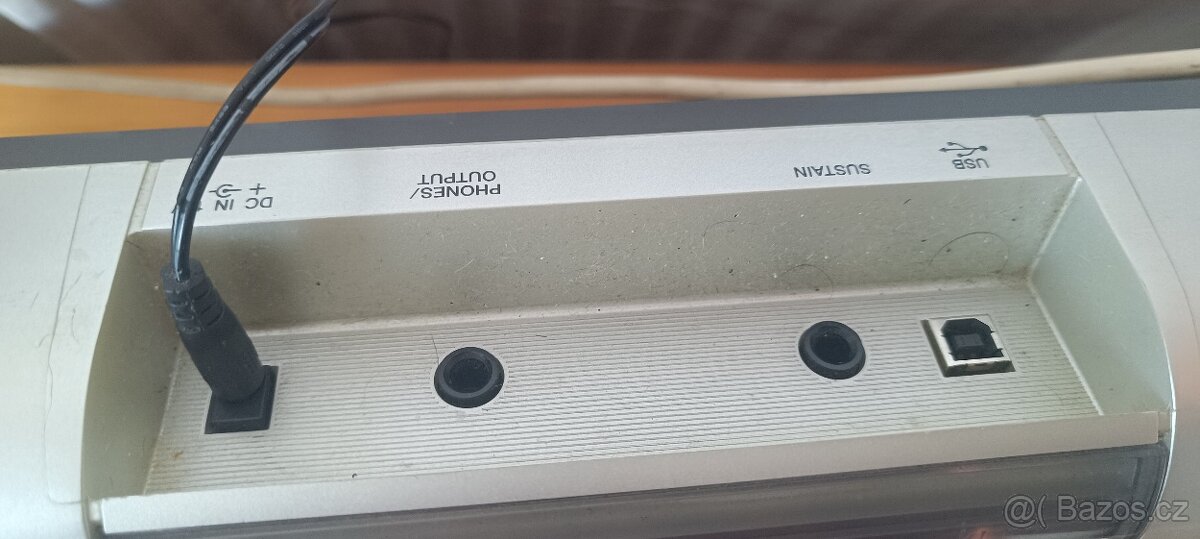 DC IN
+
PHONES/
OUTPUT
SUSTAIN
USB
@( Bazos.cz